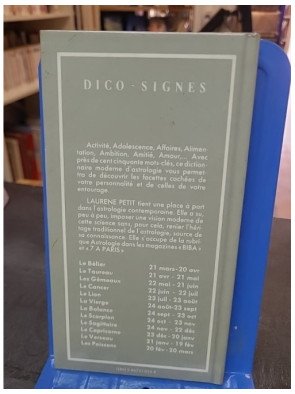 DICO - SIGNES
Activité, Adolescence, Affaires, Alimen-
tation, Ambition, Amitié, Amour,... Avec
près de cent cinquante mots-clés, ce diction-
naire moderne d'astrologie vous permet-
tra de découvrir les facettes cachées de
votre personnalité et de celles de votre
entourage.
LAURENE PETIT tient une place à part
dans l'astrologie contemporaine. Elle a su,
peu à peu, imposer une vision moderne de
cette science sans, pour cela, renier l'héri-
tage traditionnel de l'astrologie, source de
sa connaissance. Elle s'occupe de la rubri-
que Astrologie dans les magazines « BIBA »
et « 7 A PARIS »
Le Bélier 21 mars-20 avr
Le Taureau 21 avr - 21 mai
Les Gémeaux 22 mai - 21 juin
Le Cancer 22 juin - 22 juil
Le Lion 23 juil - 23 août
La Vierge 24 août-23 sept
La Balance 24 sept - 23 oct
Le Scorpion 24 oct - 23 nov
Le Sagittaire 24 nov - 22 déc
Le Capricorne 23 déc - 20 janv
Le Verseau 21 janv - 19 fév
Les Poissons 20 fév - 20 mars